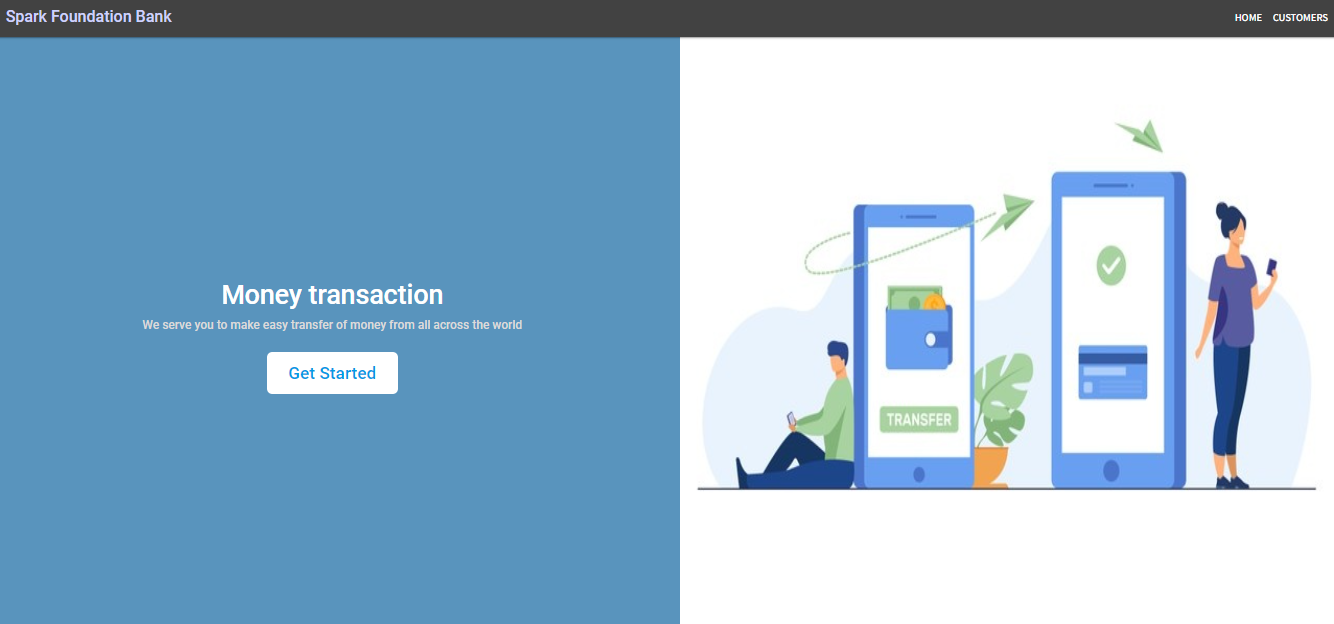 Spark Foundation Bank
HOME CUSTOMERS
Money transaction
We serve you to make easy transfer of money from all across the world
Get Started
TRANSFER